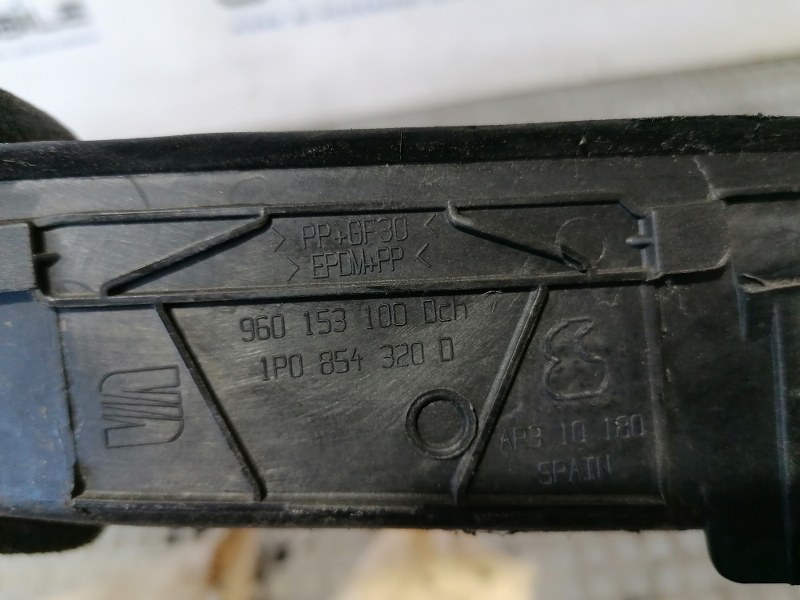 > PP+GF30 <
> EPDM+PP <
960 153 100 Dch
1P0 854 320 D
AR3 10 180
SPAIN